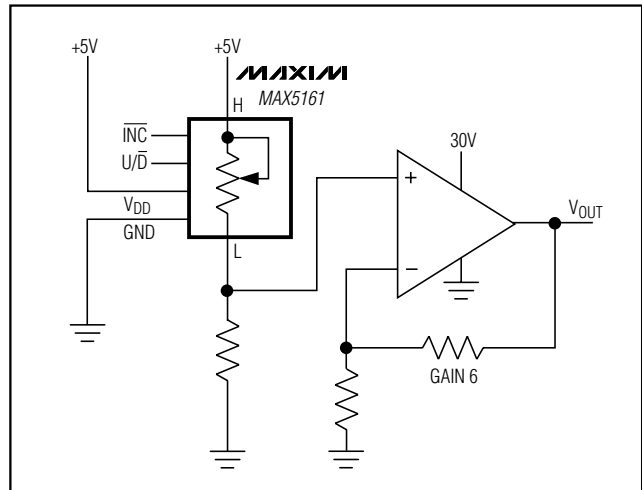 +5V
+5V
MAXIM
MAX5161
H
INC
U/D
VDD
GND
L
30V
+
−
VOUT
GAIN 6